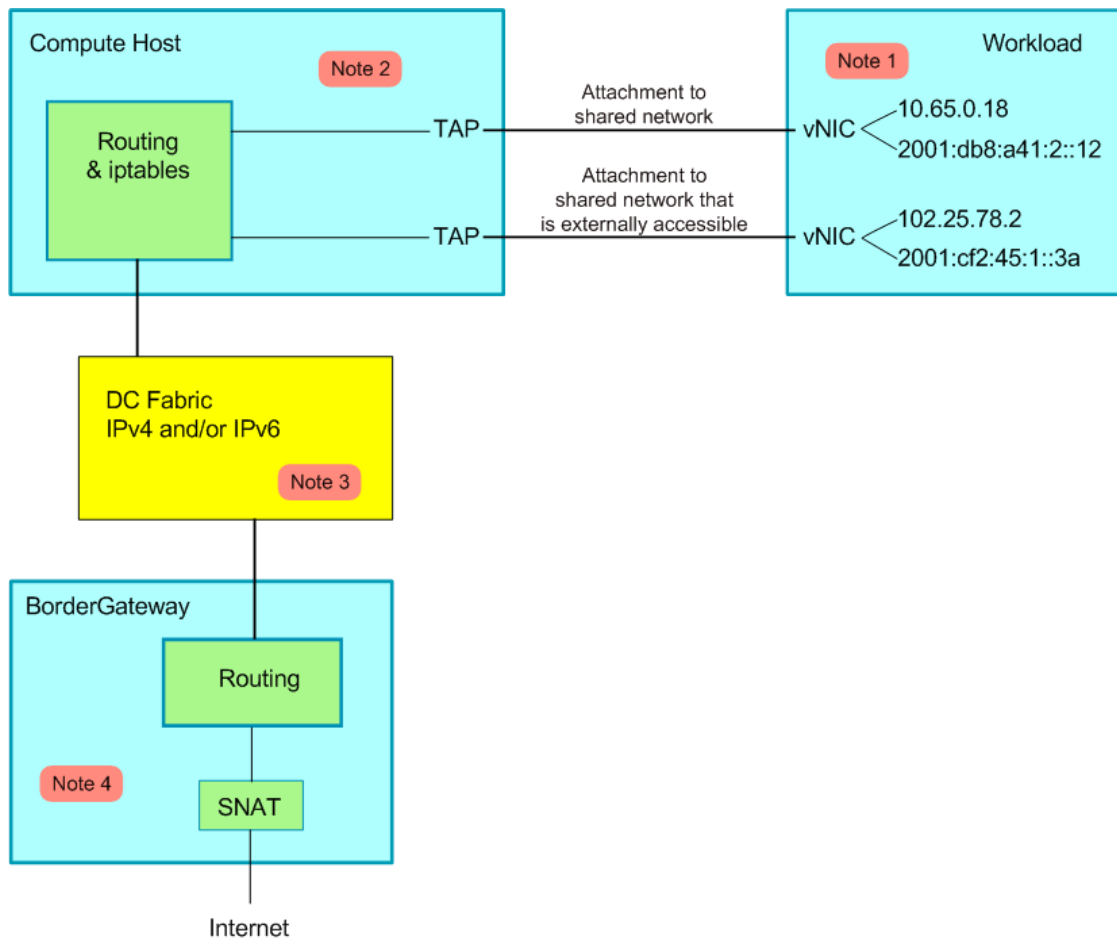 Compute Host
Note 2
Routing
& iptables
TAP
TAP
Attachment to
shared network
Attachment to
shared network that
is externally accessible
Workload
Note 1
vNIC
10.65.0.18
2001:db8:a41:2::12
vNIC
102.25.78.2
2001:cf2:45:1::3a
DC Fabric
IPv4 and/or IPv6
Note 3
BorderGateway
Routing
Note 4
SNAT
Internet